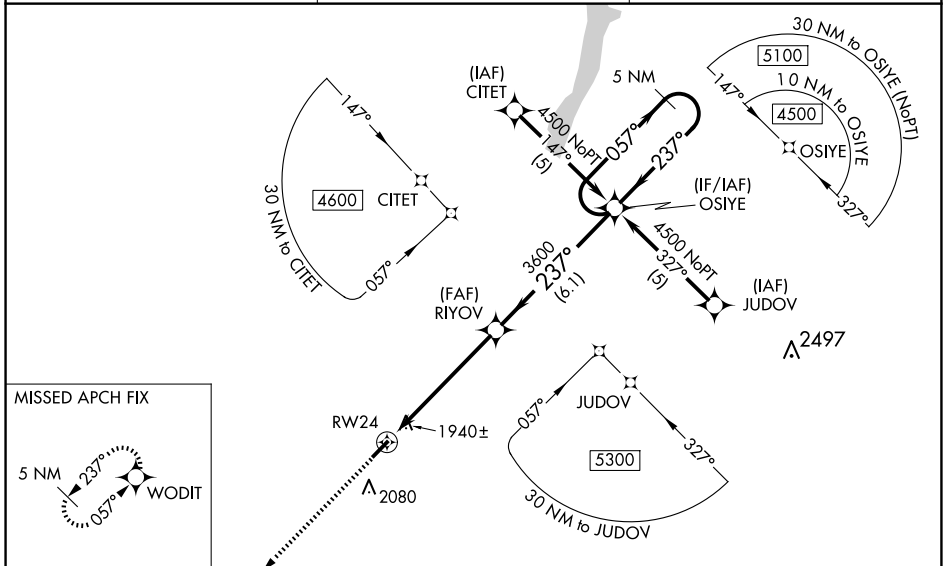 30 NM to OSIYE (NoPT)
5100
147°
10 NM to OSIYE
4500
OSIYE
327°
(IAF)
CITET
4500 NoPT
147°
(5)
5 NM
057°
237°
(IF/IAF)
OSIYE
147°
4600
CITET
057°
30 NM to CITET
3600
237°
(6.1)
4500 NoPT
327°
(5)
(IAF)
JUDOV
(FAF)
RIYOV
2497
RW24
1940±
2080
JUDOV
057°
327°
5300
30 NM to JUDOV
MISSED APCH FIX
5 NM
237°
057°
WODIT